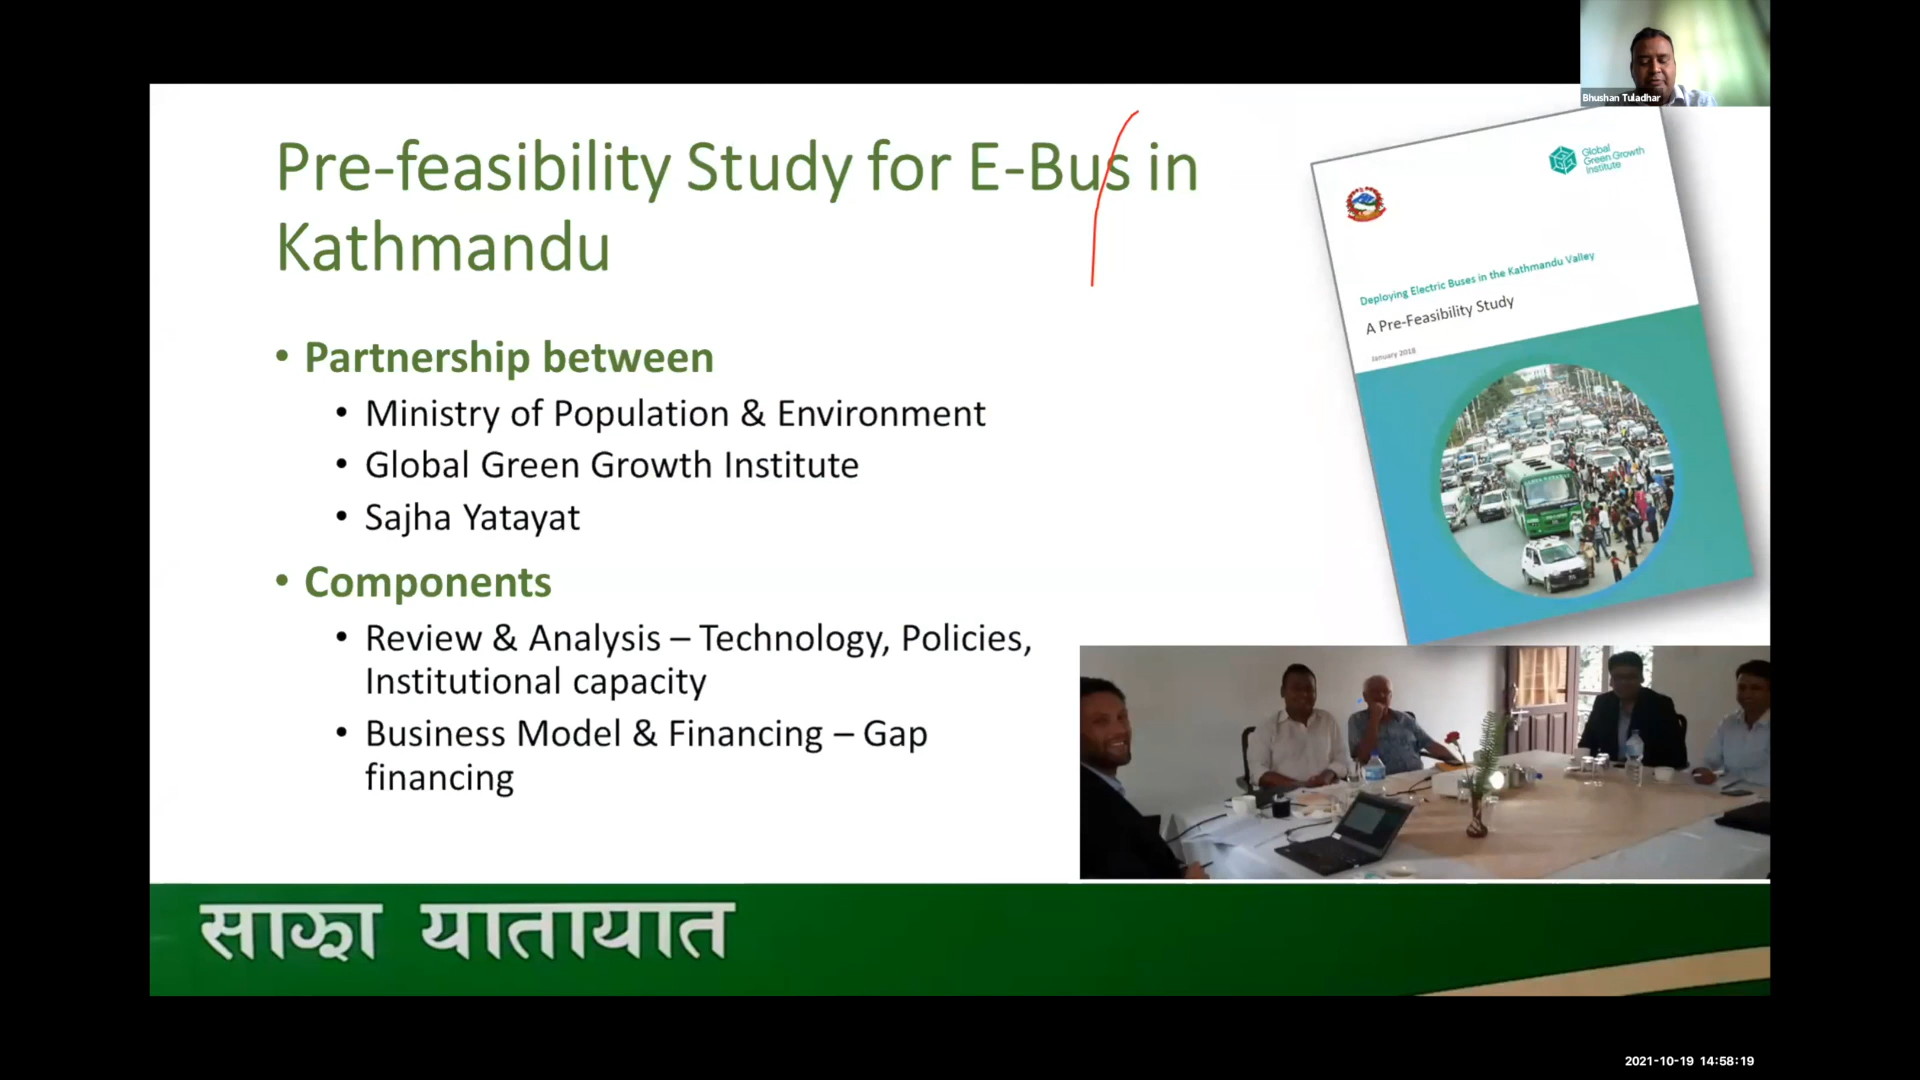 Bhushan Tuladhar
Pre-feasibility Study for E-Bus in
Kathmandu
• Partnership between
• Ministry of Population & Environment
• Global Green Growth Institute
• Sajha Yatayat
• Components
• Review & Analysis – Technology, Policies,
Institutional capacity
• Business Model & Financing – Gap
financing
Global
Green Growth
Institute
Deploying Electric Buses in the Kathmandu Valley
A Pre-Feasibility Study
January 2018
साझा यातायात
2021-10-19 14:58:19